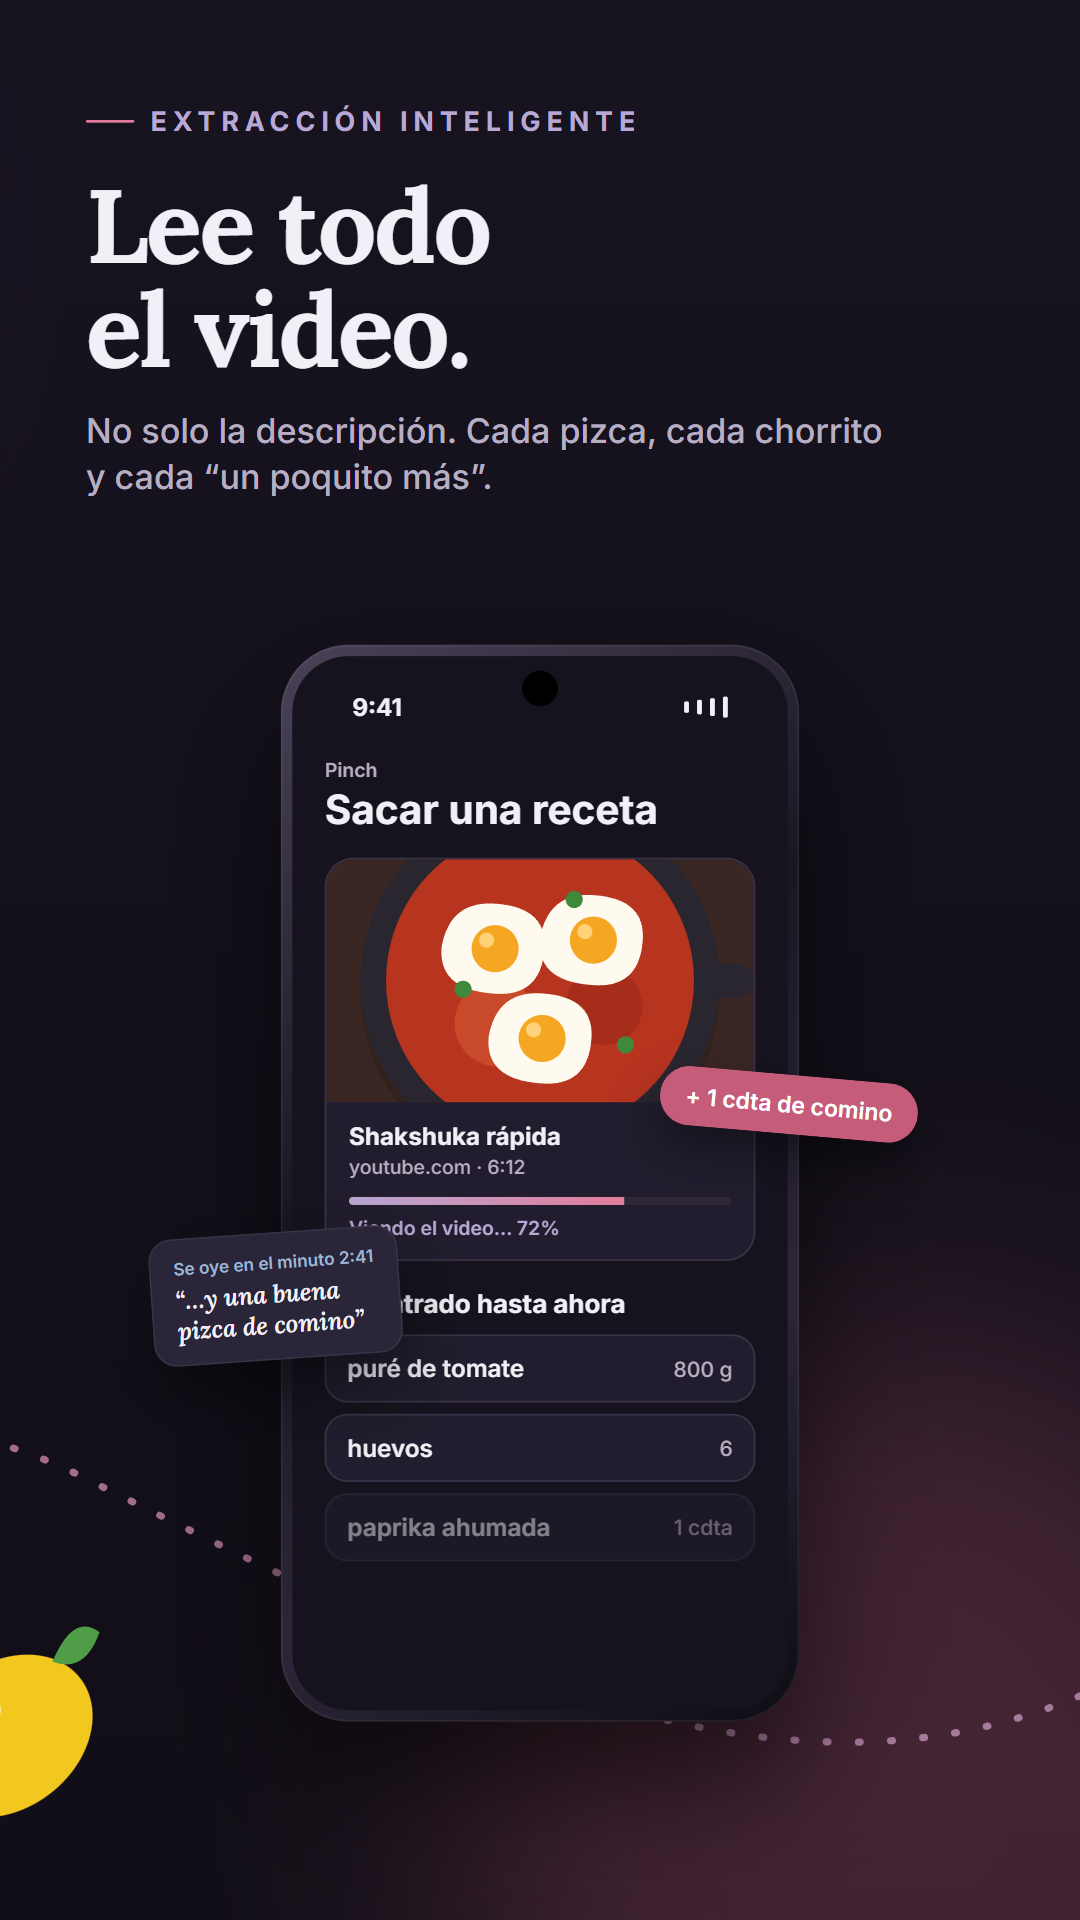 EXTRACCIÓN INTELIGENTE
Lee todo
el video.
No solo la descripción. Cada pizca, cada chorrito
y cada “un poquito más”.
9:41
Pinch
Sacar una receta
+ 1 cdta de comino
Shakshuka rápida
youtube.com · 6:12
Viendo el video... 72%
Se oye en el minuto 2:41
“...y una buena
pizca de comino”
hasta ahora
puré de tomate 800 g
huevos 6
paprika ahumada 1 cdta